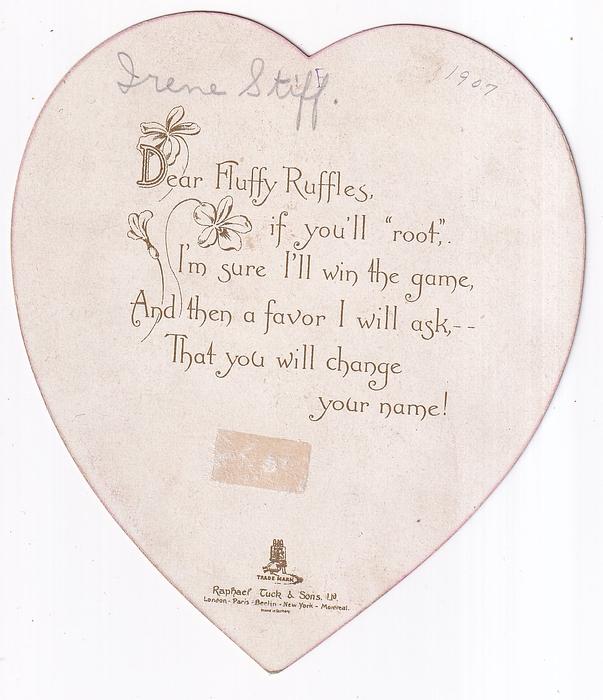 Irene Stiff.
1907
Dear Fluffy Ruffles,
if you'll "root",.
I'm sure I'll win the game,
And then a favor I will ask,--
That you will change
your name!
TRADE MARK
Raphael Tuck & Sons. Ltd.
London - Paris - Berlin - New York - Montreal.